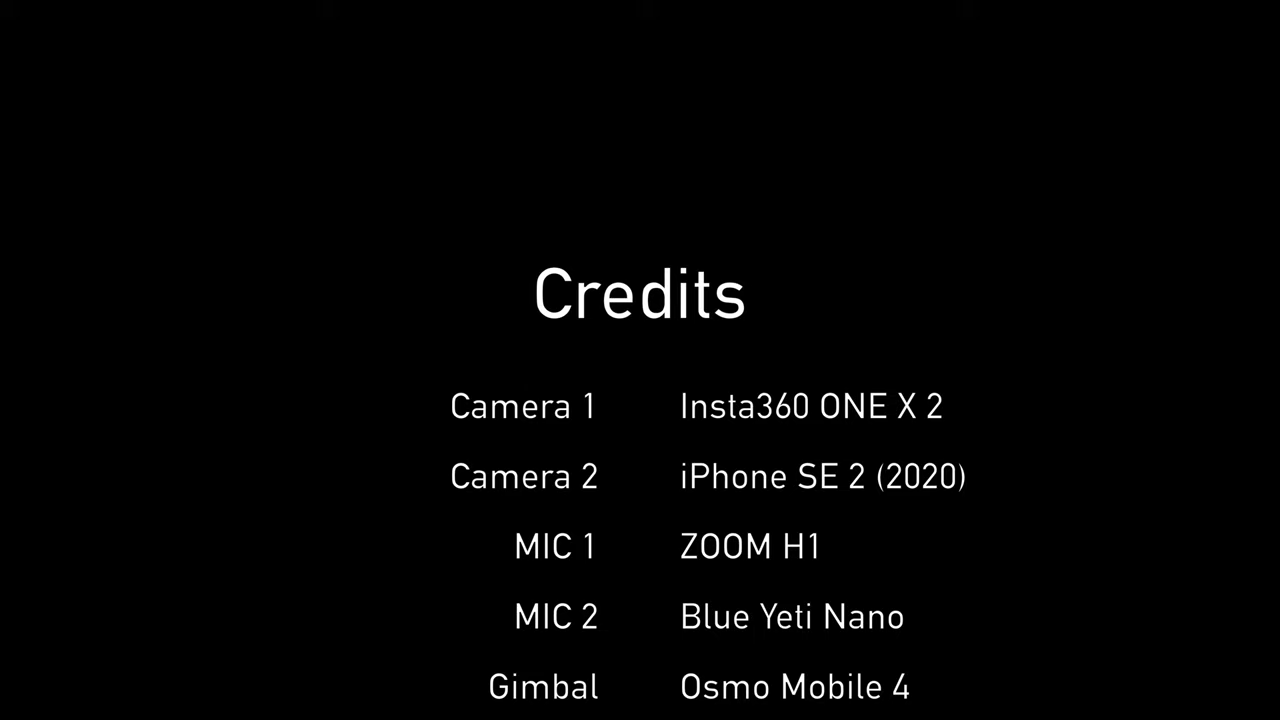 Credits
Camera 1 Insta360 ONE X 2
Camera 2 iPhone SE 2 (2020)
MIC 1 ZOOM H1
MIC 2 Blue Yeti Nano
Gimbal Osmo Mobile 4